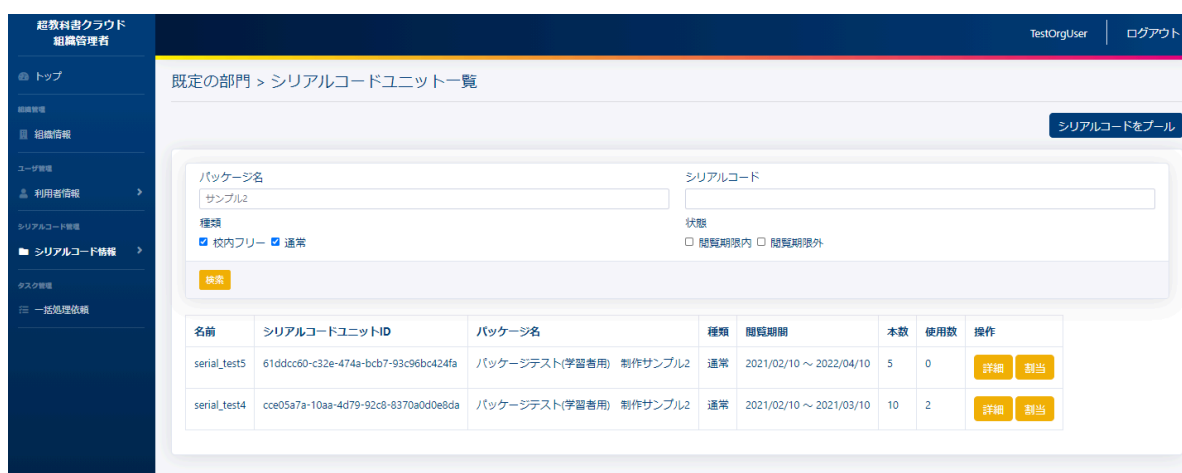 超教科書クラウド
組織管理者
TestOrgUser
ログアウト
トップ
組織管理
組織情報
ユーザ管理
利用者情報
シリアルコード管理
シリアルコード情報
タスク管理
一括処理依頼
既定の部門 > シリアルコードユニット一覧
シリアルコードをプール
パッケージ名 シリアルコード
サンプル2
種類 状態
校内フリー 通常 閲覧期限内 閲覧期限外
検索
名前 シリアルコードユニットID パッケージ名 種類 閲覧期間 本数 使用数 操作
serial_test5 61ddcc60-c32e-474a-bcb7-93c96bc424fa パッケージテスト(学習者用) 制作サンプル2 通常 2021/02/10 ～ 2022/04/10 5 0 詳細 割当
serial_test4 cce05a7a-10aa-4d79-92c8-8370a0d0e8da パッケージテスト(学習者用) 制作サンプル2 通常 2021/02/10 ～ 2021/03/10 10 2 詳細 割当